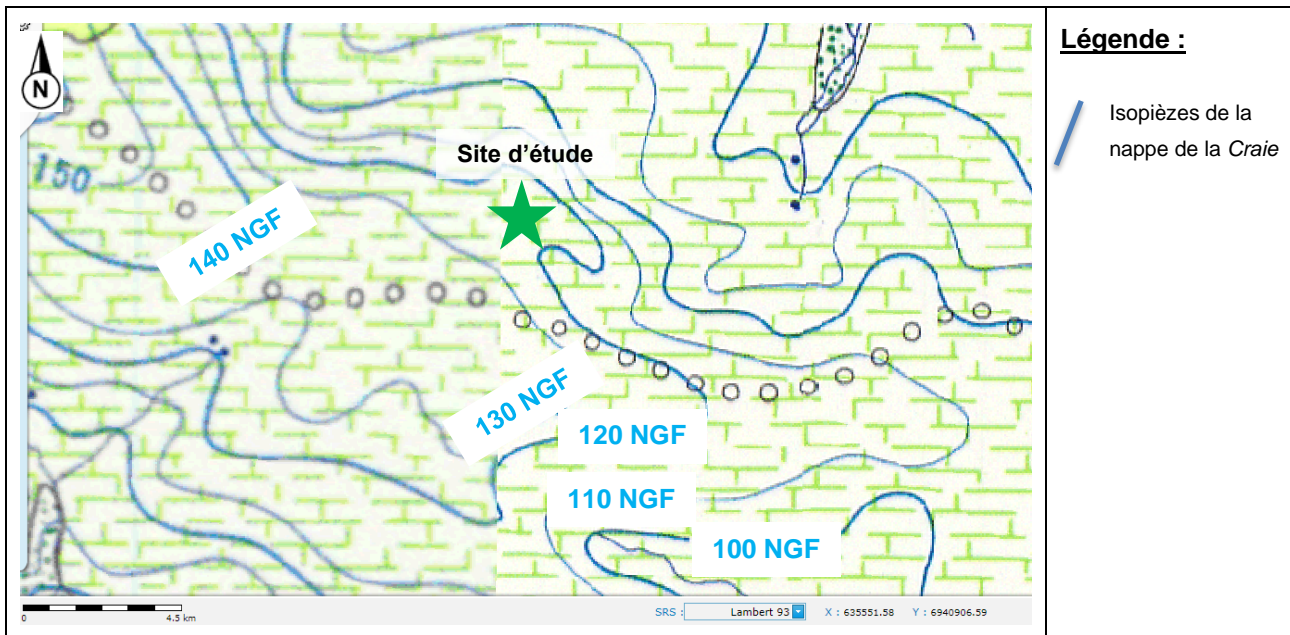 N
150
140 NGF
Site d'étude
130 NGF
120 NGF
110 NGF
100 NGF
0
4.5 km
SRS :
Lambert 93
X : 635551.58
Y : 6940906.59
Légende :
Isopièzes de la
nappe de la Craie